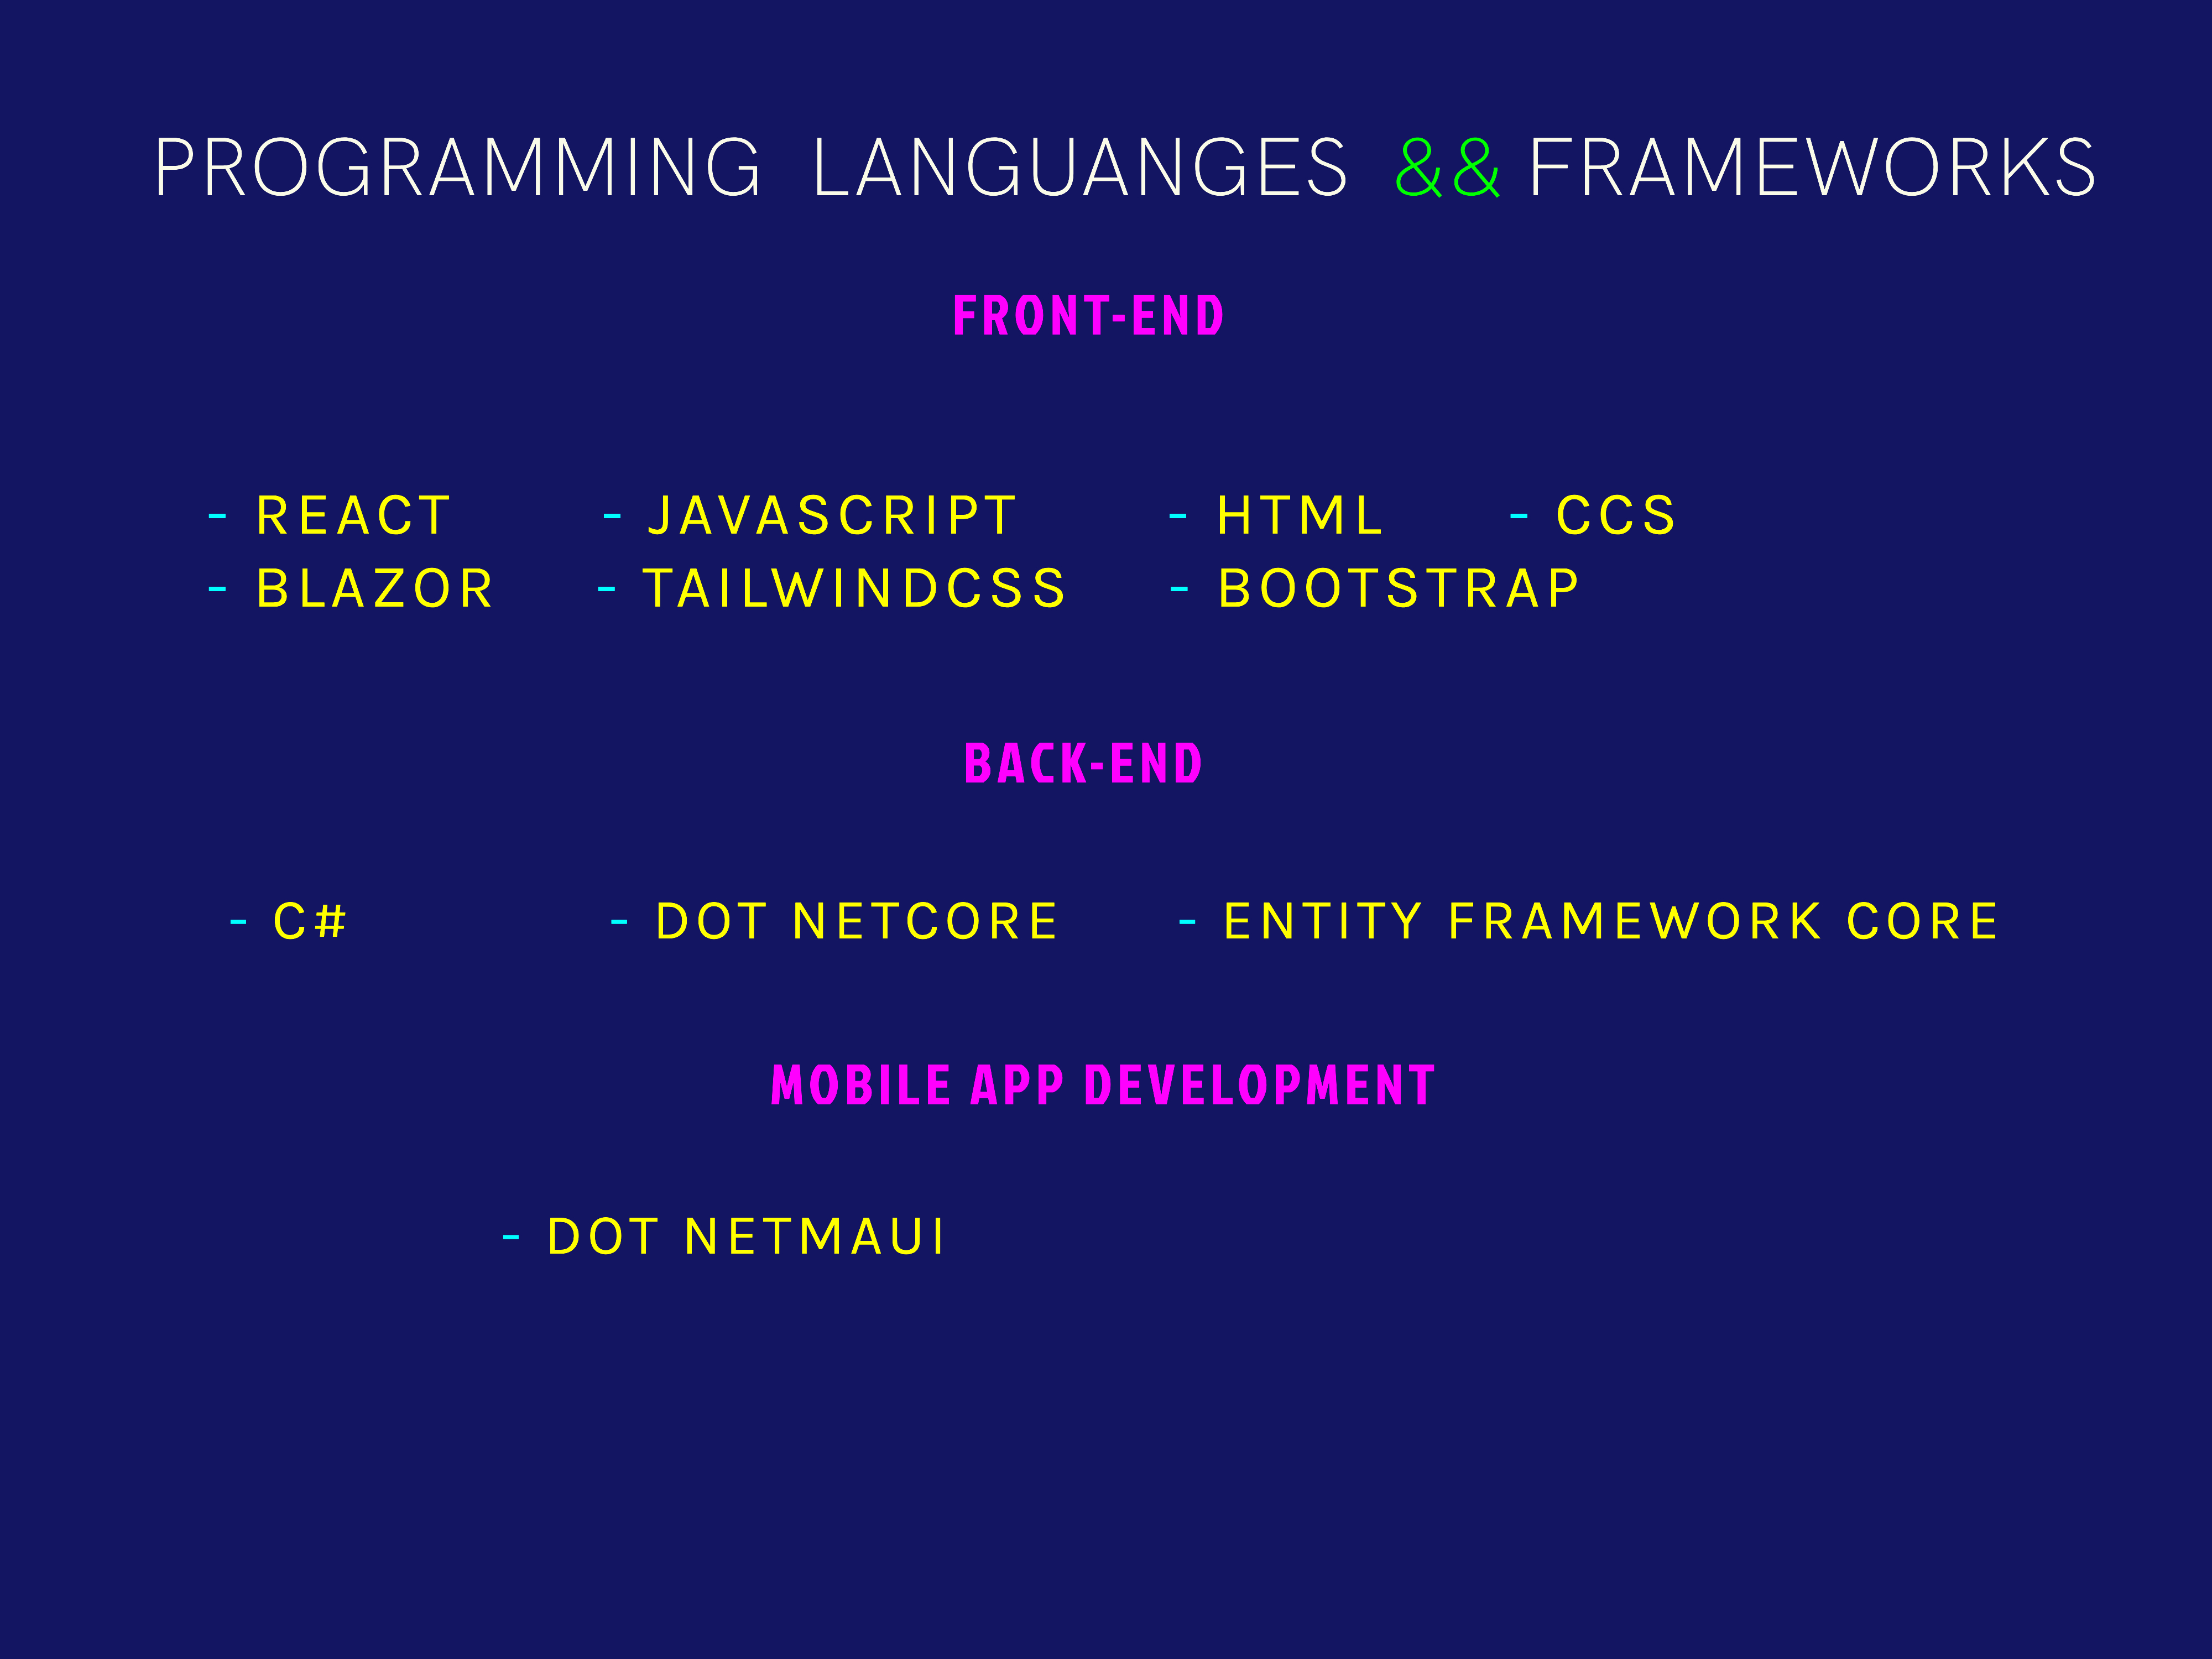 PROGRAMMING LANGUANGES && FRAMEWORKS
FRONT-END
- REACT - JAVASCRIPT - HTML - CCS
- BLAZOR - TAILWINDCSS - BOOTSTRAP
BACK-END
- C# - DOT NETCORE - ENTITY FRAMEWORK CORE
MOBILE APP DEVELOPMENT
- DOT NETMAUI